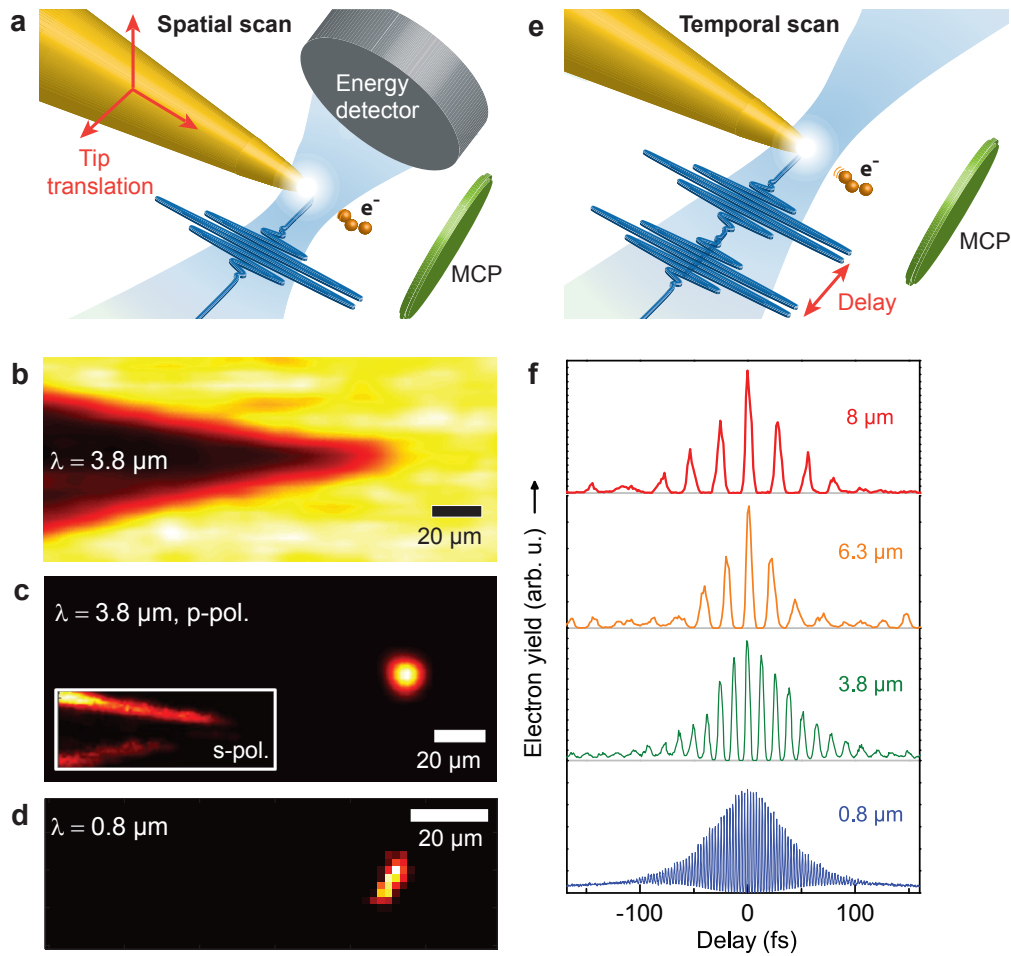 a
Spatial scan
Energy
detector
Tip
translation
e⁻
MCP
e
Temporal scan
e⁻
MCP
Delay
b
λ = 3.8 µm
20 µm
c
λ = 3.8 µm, p-pol.
s-pol.
20 µm
d
λ = 0.8 µm
20 µm
f
8 µm
6.3 µm
3.8 µm
0.8 µm
Electron yield (arb. u.)
-100 0 100
Delay (fs)